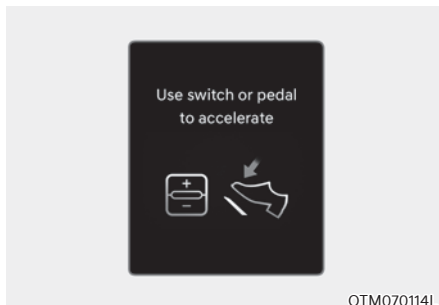 Use switch or pedal
to accelerate
+
−
OTM070114L